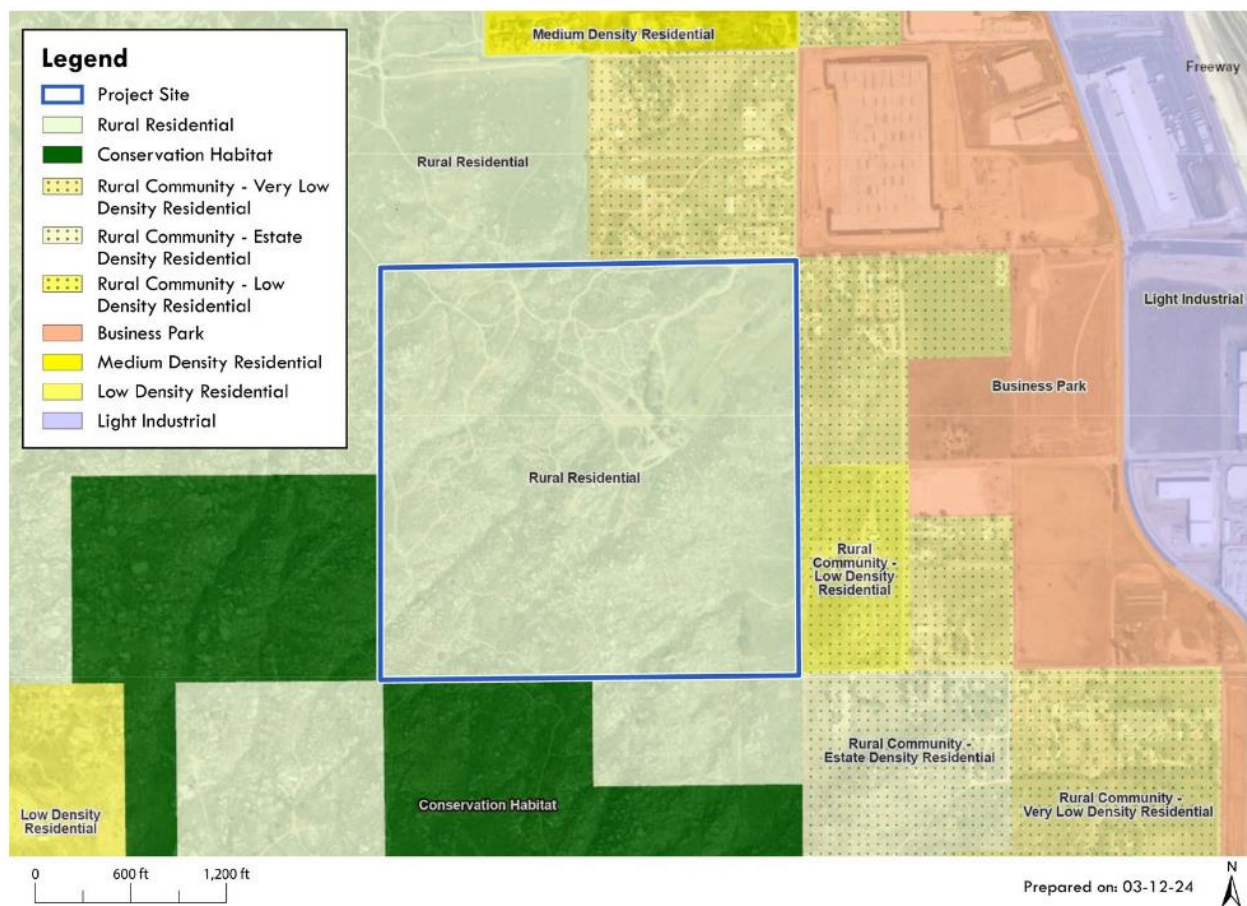 Legend
Project Site
Rural Residential
Conservation Habitat
Rural Community - Very Low
Density Residential
Rural Community - Estate
Density Residential
Rural Community - Low
Density Residential
Business Park
Medium Density Residential
Low Density Residential
Light Industrial
Medium Density Residential
Freeway
Rural Residential
Light Industrial
Business Park
Rural Residential
Rural
Community -
Low Density
Residential
Rural Community -
Estate Density Residential
Conservation Habitat
Rural Community -
Very Low Density Residential
Low Density
Residential
0 600 ft 1,200 ft
Prepared on: 03-12-24
N